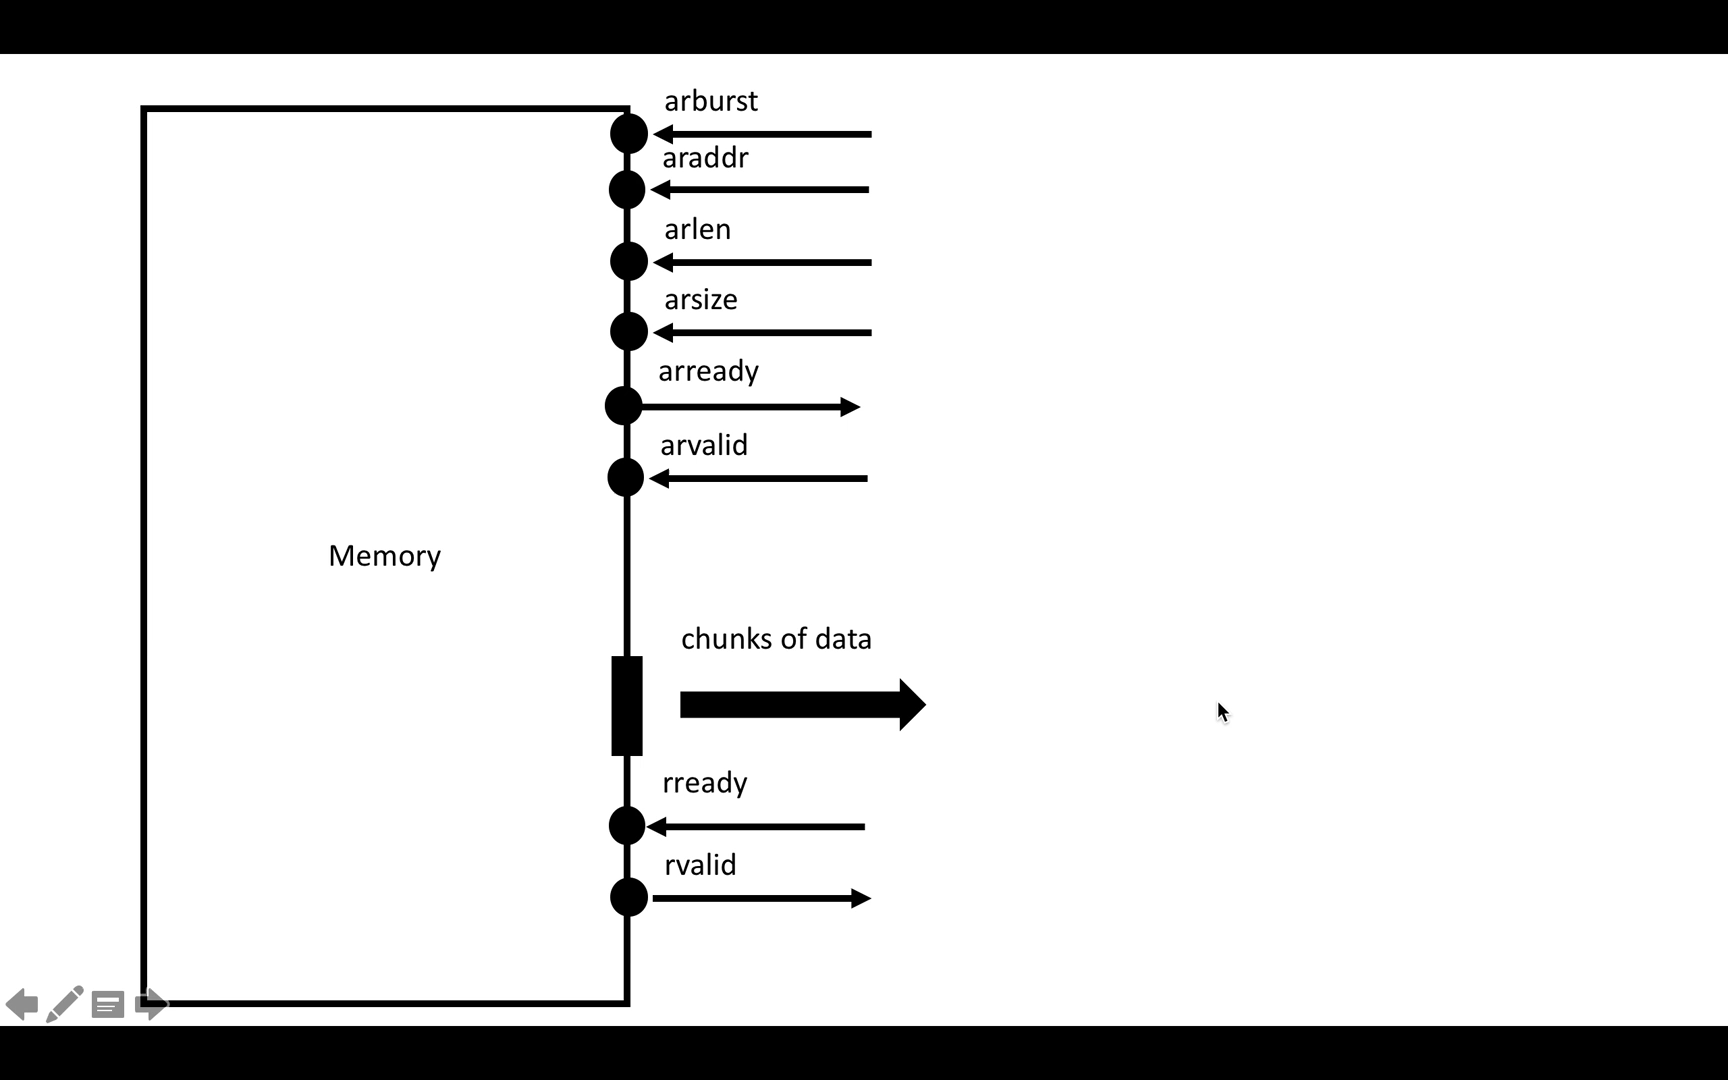 arburst
araddr
arlen
arsize
arready
arvalid
Memory
chunks of data
rready
rvalid